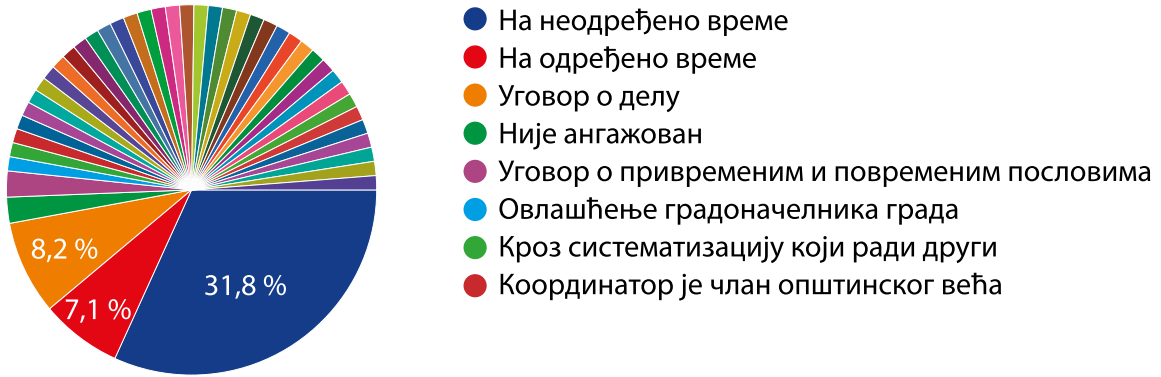 На неодређено време
На одређено време
Уговор о делу
Није ангажован
Уговор о привременим и повременим пословима
Овлашћење градоначелника града
Кроз систематизацију који ради други
Координатор је члан општинског већа
8,2 %
7,1 %
31,8 %